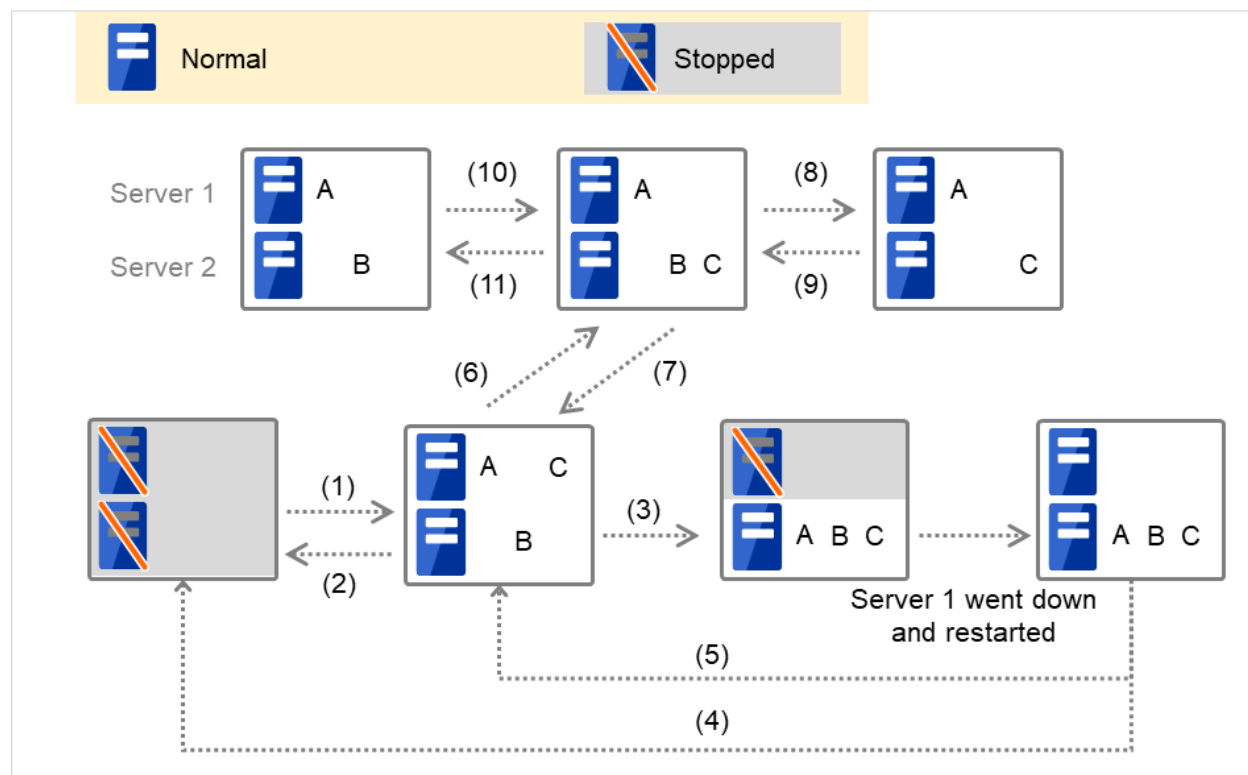 Normal
Stopped
Server 1
Server 2
A
B
(10)
(11)
A
B C
(8)
(9)
A
C
(6)
(7)
(1)
(2)
A C
B
(3)
A B C
A B C
Server 1 went down
and restarted
(5)
(4)